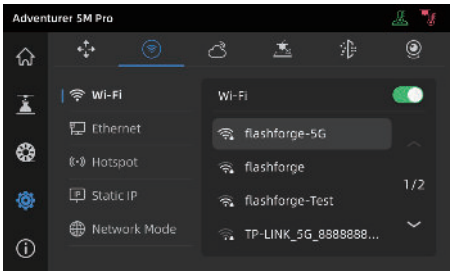 Adventurer 5M Pro
Wi-Fi
Ethernet
Hotspot
Static IP
Network Mode
Wi-Fi
flashforge-5G
flashforge
flashforge-Test
TP-LINK_5G_8888888...
1/2